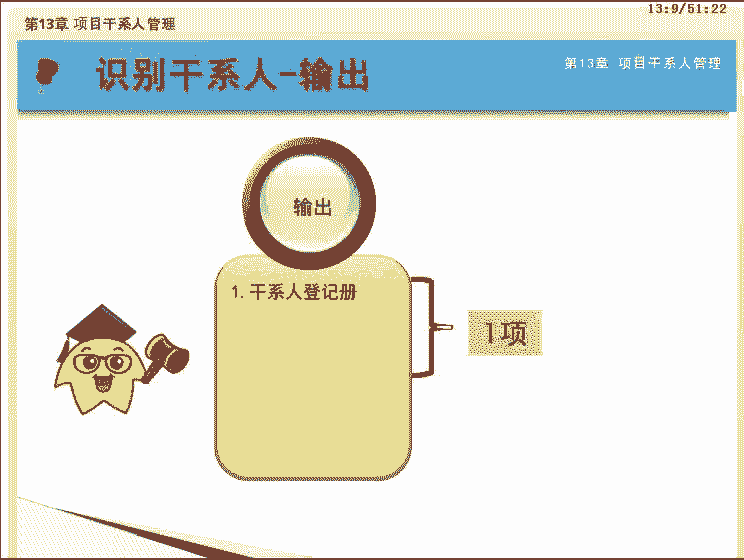 13:9/51:22
第13章 项目干系人管理
识别干系人-输出
第13章 项目干系人管理
输出
1. 干系人登记册
1项